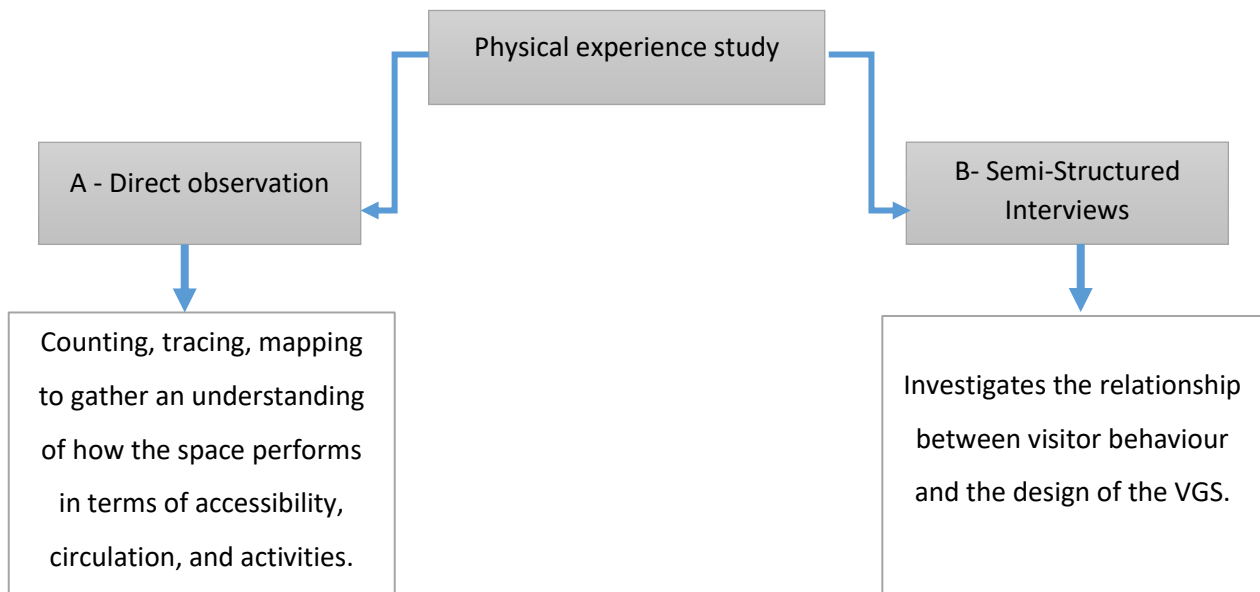 Physical experience study
A - Direct observation
B- Semi-Structured
Interviews
Counting, tracing, mapping
to gather an understanding
of how the space performs
in terms of accessibility,
circulation, and activities.
Investigates the relationship
between visitor behaviour
and the design of the VGS.